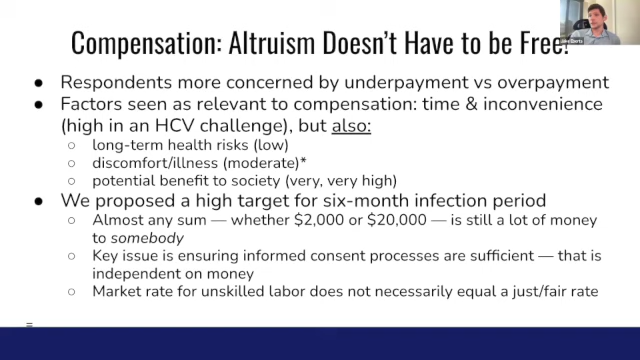 Compensation: Altruism Doesn't Have to be Free!
● Respondents more concerned by underpayment vs overpayment
● Factors seen as relevant to compensation: time & inconvenience
(high in an HCV challenge), but also:
○ long-term health risks (low)
○ discomfort/illness (moderate)*
○ potential benefit to society (very, very high)
● We proposed a high target for six-month infection period
○ Almost any sum — whether $2,000 or $20,000 — is still a lot of money
to somebody
○ Key issue is ensuring informed consent processes are sufficient — that is
independent on money
○ Market rate for unskilled labor does not necessarily equal a just/fair rate